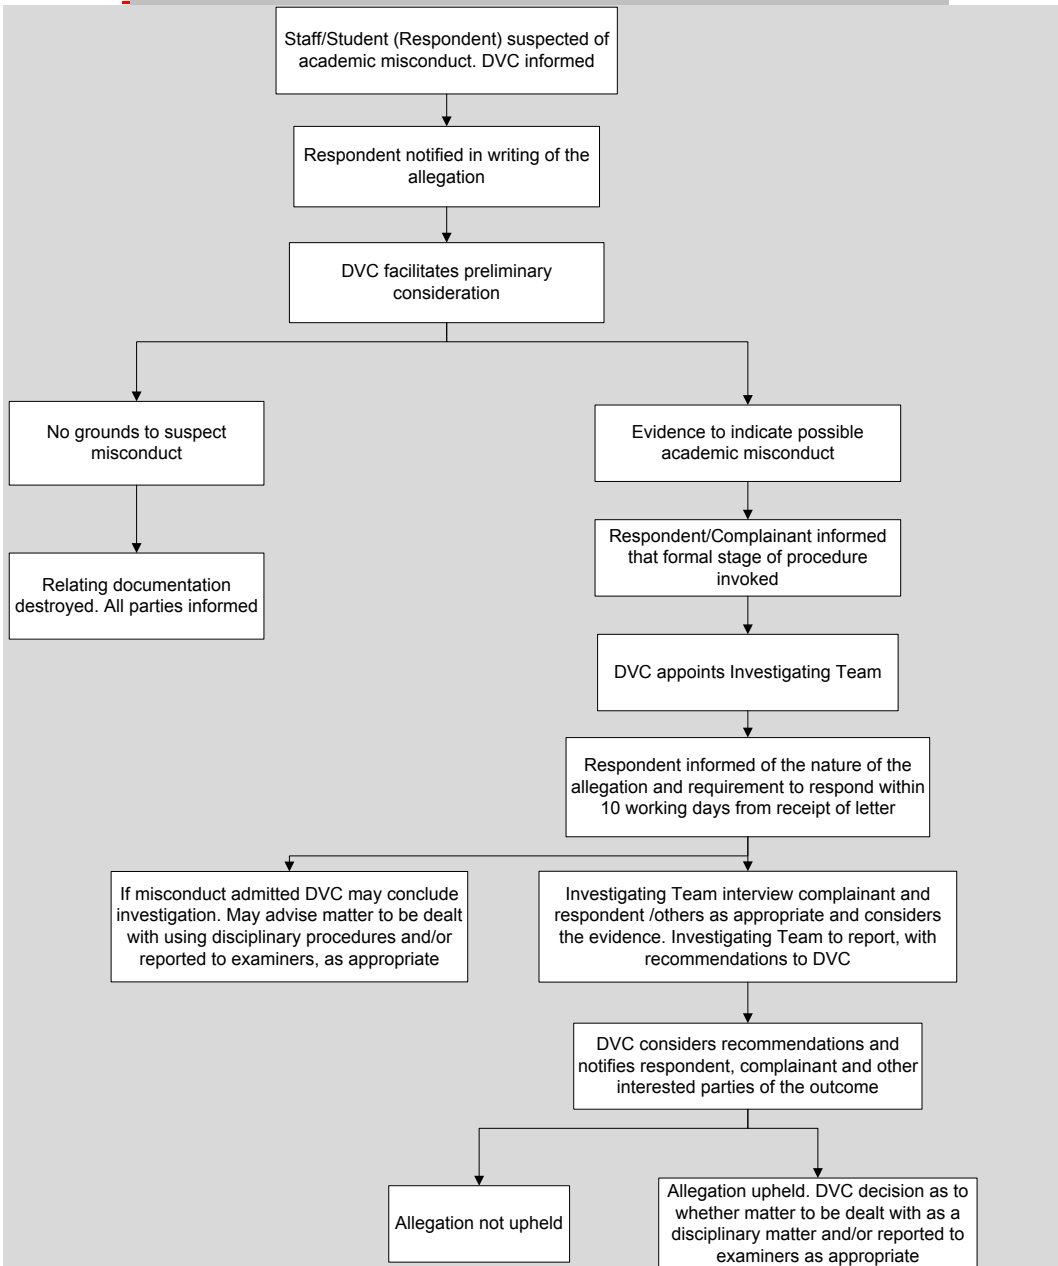 Staff/Student (Respondent) suspected of
academic misconduct. DVC informed
Respondent notified in writing of the
allegation
DVC facilitates preliminary
consideration
No grounds to suspect
misconduct
Evidence to indicate possible
academic misconduct
Relating documentation
destroyed. All parties informed
Respondent/Complainant informed
that formal stage of procedure
invoked
DVC appoints Investigating Team
Respondent informed of the nature of the
allegation and requirement to respond within
10 working days from receipt of letter
If misconduct admitted DVC may conclude
investigation. May advise matter to be dealt
with using disciplinary procedures and/or
reported to examiners, as appropriate
Investigating Team interview complainant and
respondent /others as appropriate and considers
the evidence. Investigating Team to report, with
recommendations to DVC
DVC considers recommendations and
notifies respondent, complainant and other
interested parties of the outcome
Allegation not upheld
Allegation upheld. DVC decision as to
whether matter to be dealt with as a
disciplinary matter and/or reported to
examiners as appropriate